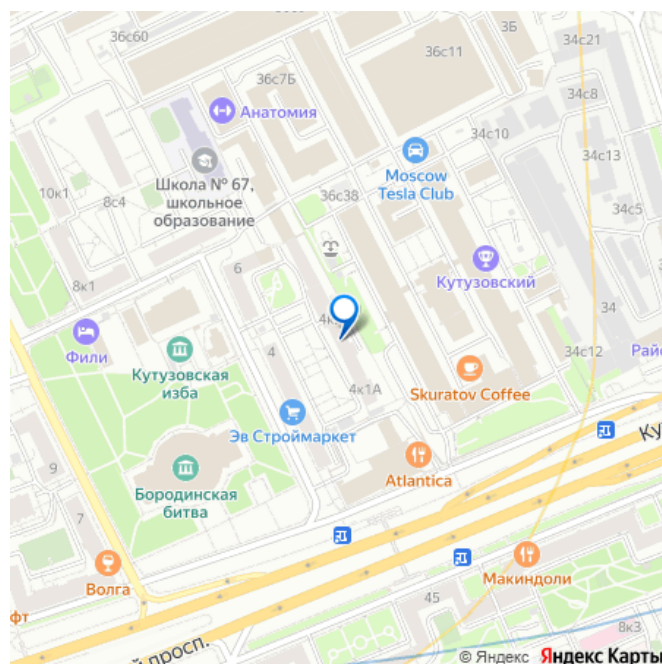 36с60
3Б
34с21
36с11
36с7Б
34с8
Анатомия
34с10
Moscow
Tesla Club
34с13
Школа № 67,
школьное
образование
10к1
8с4
36с38
34с5
6
Кутузовский
8к1
34
4к
Фили
4
34с12
Рай
Кутузовская
изба
4к1А
Skuratov Coffee
Эв Строймаркет
Ку
9
Бородинская
битва
Atlantica
7
Волга
Макиндоли
фт
45
8к3
й просп.
© Яндекс Яндекс Карты